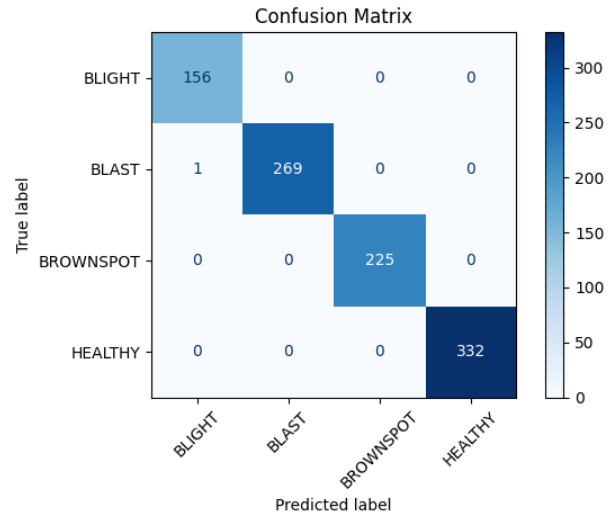 Confusion Matrix
BLIGHT 156 0 0 0
BLAST 1 269 0 0
BROWNSPOT 0 0 225 0
HEALTHY 0 0 0 332
True label
BLIGHT BLAST BROWNSPOT HEALTHY
Predicted label
300
250
200
150
100
50
0